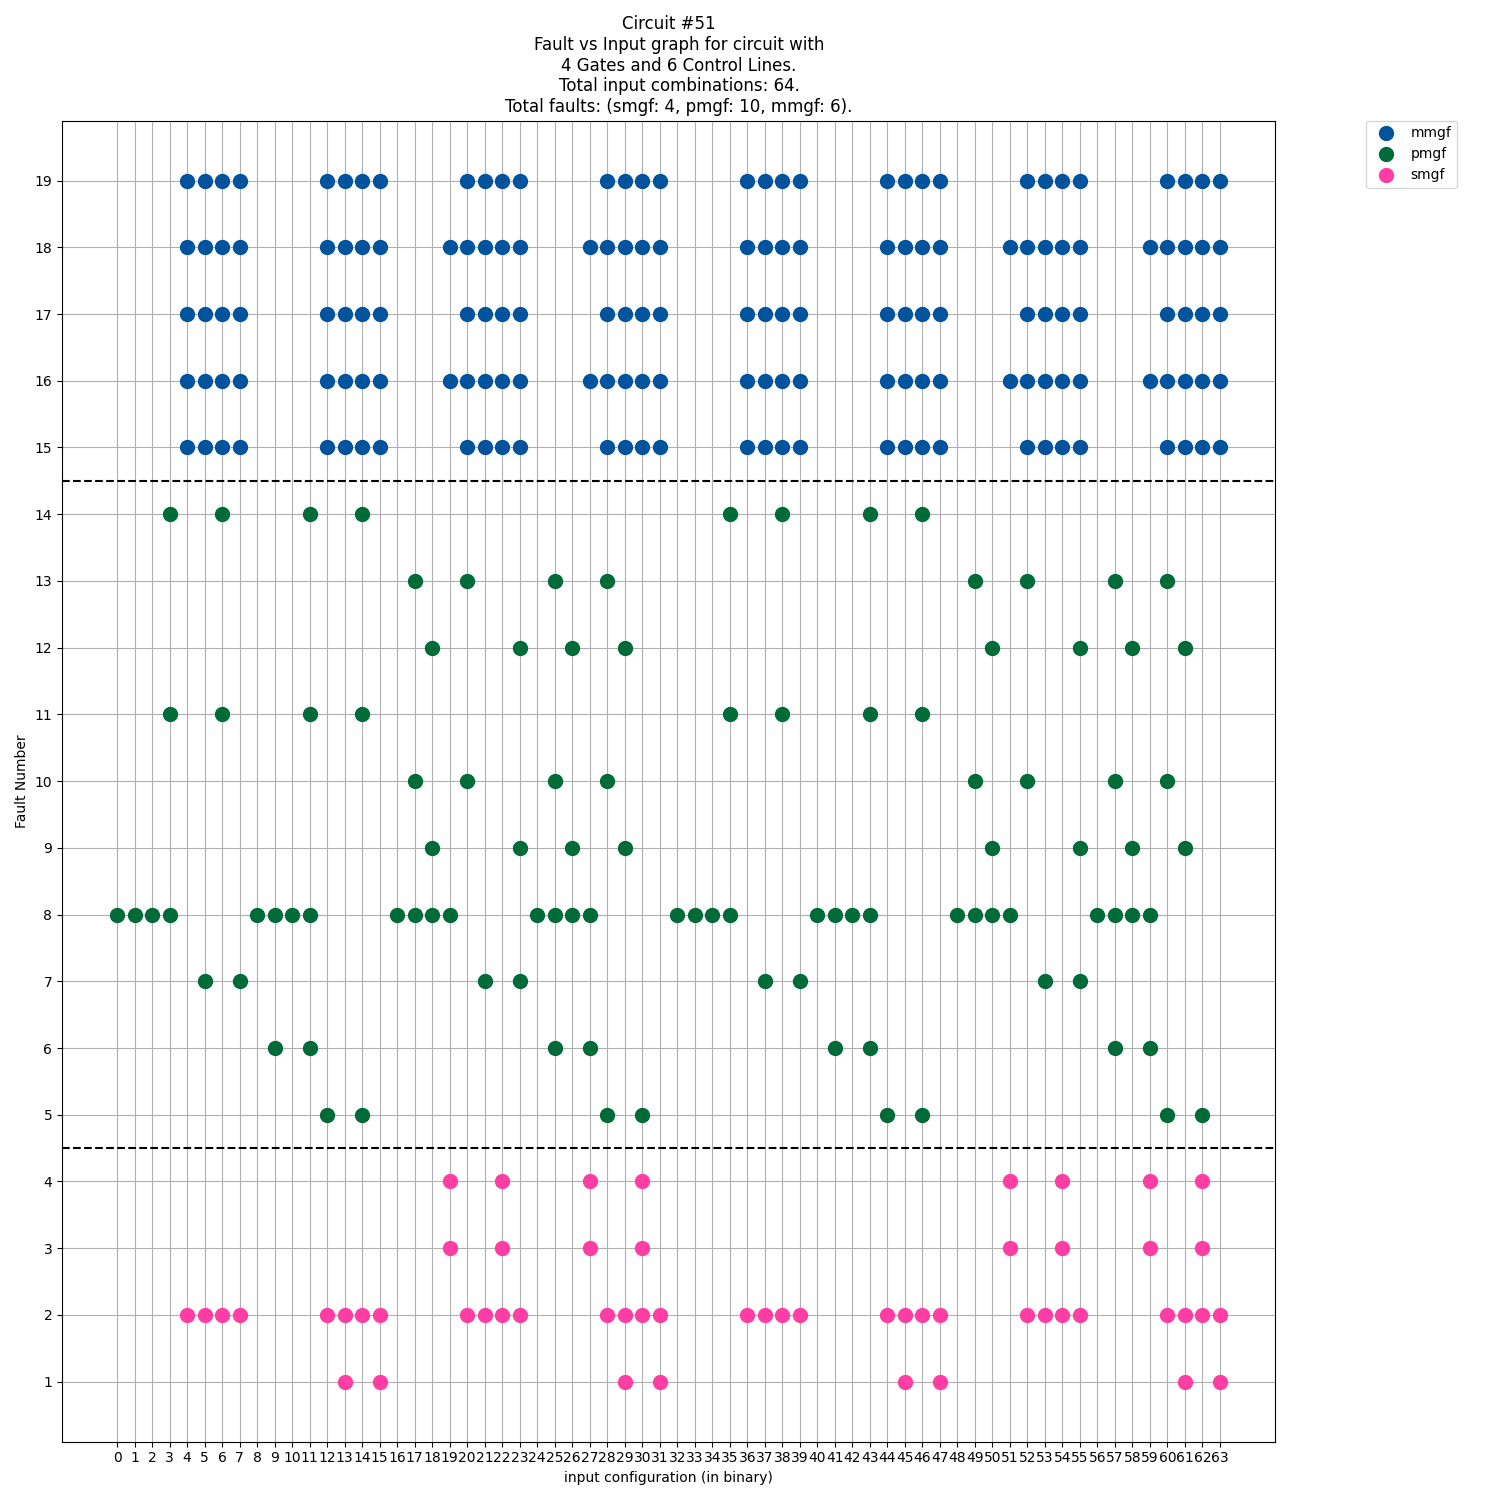 Circuit #51
Fault vs Input graph for circuit with
4 Gates and 6 Control Lines.
Total input combinations: 64.
Total faults: (smgf: 4, pmgf: 10, mmgf: 6).
mmgf
pmgf
smgf
Fault Number
19
18
17
16
15
14
13
12
11
10
9
8
7
6
5
4
3
2
1
0 1 2 3 4 5 6 7 8 9 10 11 12 13 14 15 16 17 18 19 20 21 22 23 24 25 26 27 28 29 30 31 32 33 34 35 36 37 38 39 40 41 42 43 44 45 46 47 48 49 50 51 52 53 54 55 56 57 58 59 60 61 62 63
input configuration (in binary)